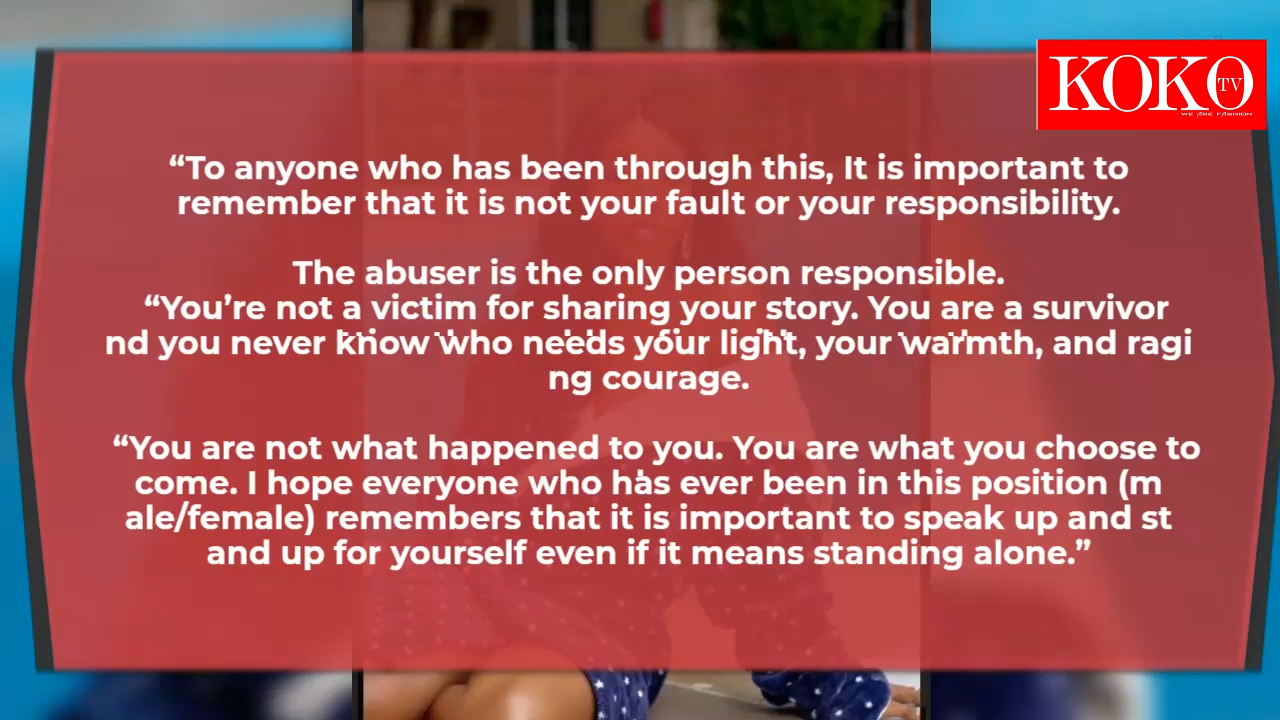 KOKO TV
WE ARE FASHION
“To anyone who has been through this, It is important to
remember that it is not your fault or your responsibility.
The abuser is the only person responsible.
“You’re not a victim for sharing your story. You are a survivor
nd you never know who needs your light, your warmth, and ragi
ng courage.
“You are not what happened to you. You are what you choose to
come. I hope everyone who has ever been in this position (m
ale/female) remembers that it is important to speak up and st
and up for yourself even if it means standing alone.”